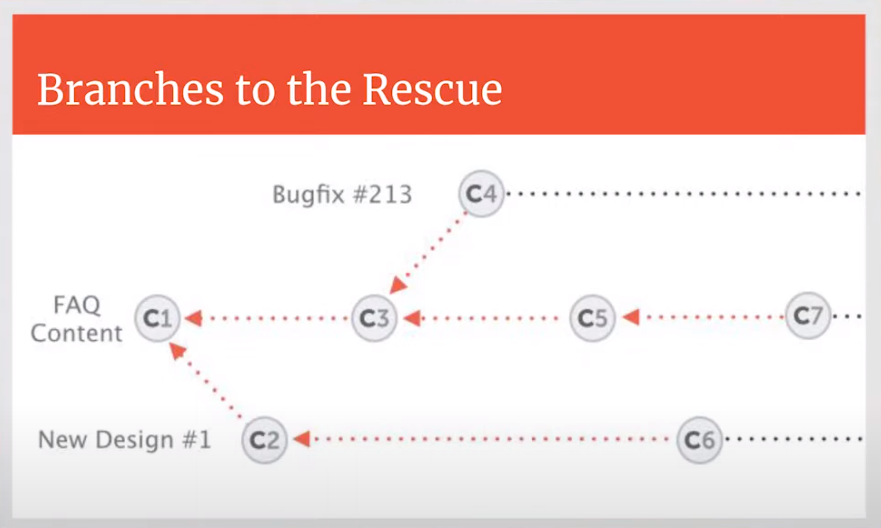 Branches to the Rescue
Bugfix #213
C4
FAQ
Content
C1
C3
C5
C7
New Design #1
C2
C6